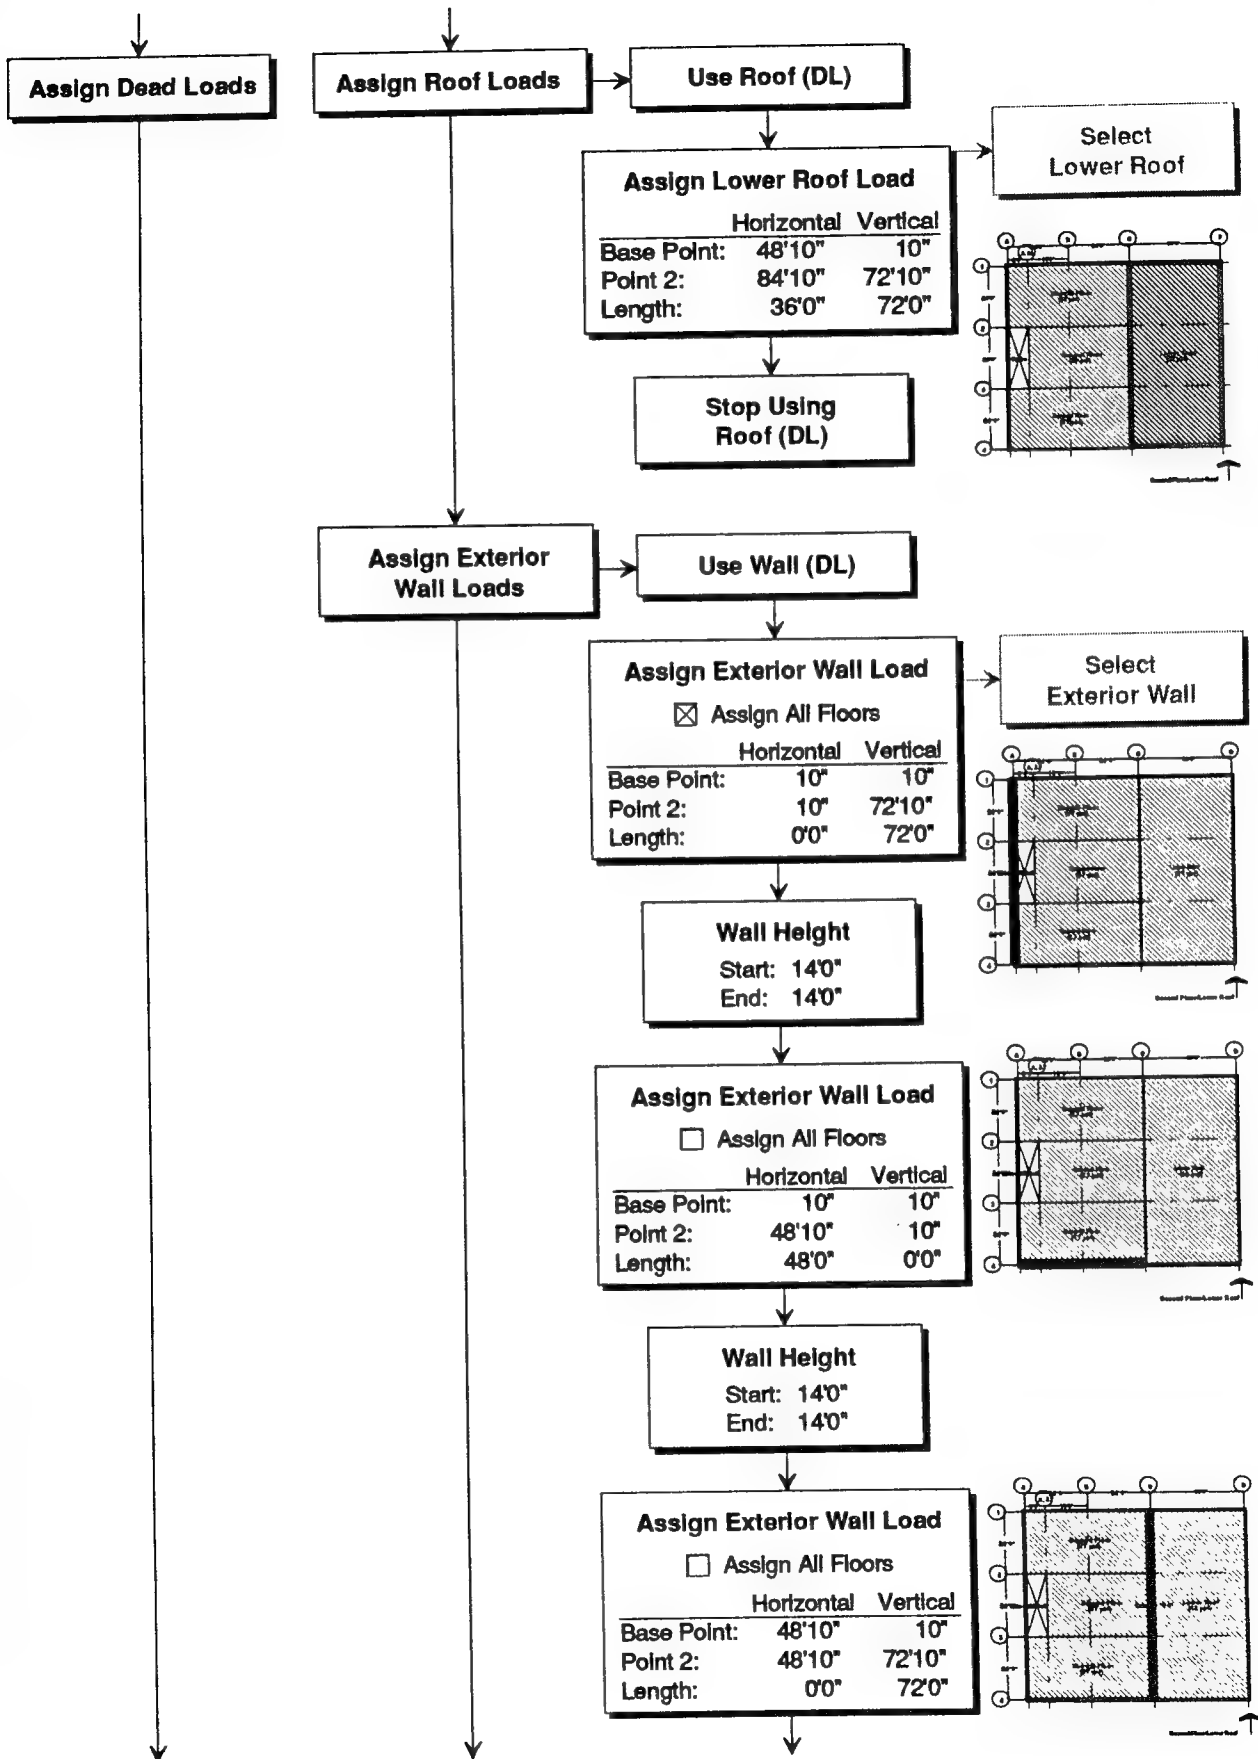 Assign Dead Loads
Assign Roof Loads
Use Roof (DL)
Select
Lower Roof
Assign Lower Roof Load
Horizontal Vertical
Base Point: 48'10" 10"
Point 2: 84'10" 72'10"
Length: 36'0" 72'0"
Stop Using
Roof (DL)
Assign Exterior
Wall Loads
Use Wall (DL)
Select
Exterior Wall
Assign Exterior Wall Load
Assign All Floors
Horizontal Vertical
Base Point: 10" 10"
Point 2: 10" 72'10"
Length: 0'0" 72'0"
Wall Height
Start: 14'0"
End: 14'0"
Assign Exterior Wall Load
Assign All Floors
Horizontal Vertical
Base Point: 10" 10"
Point 2: 48'10" 10"
Length: 48'0" 0'0"
Wall Height
Start: 14'0"
End: 14'0"
Assign Exterior Wall Load
Assign All Floors
Horizontal Vertical
Base Point: 48'10" 10"
Point 2: 48'10" 72'10"
Length: 0'0" 72'0"